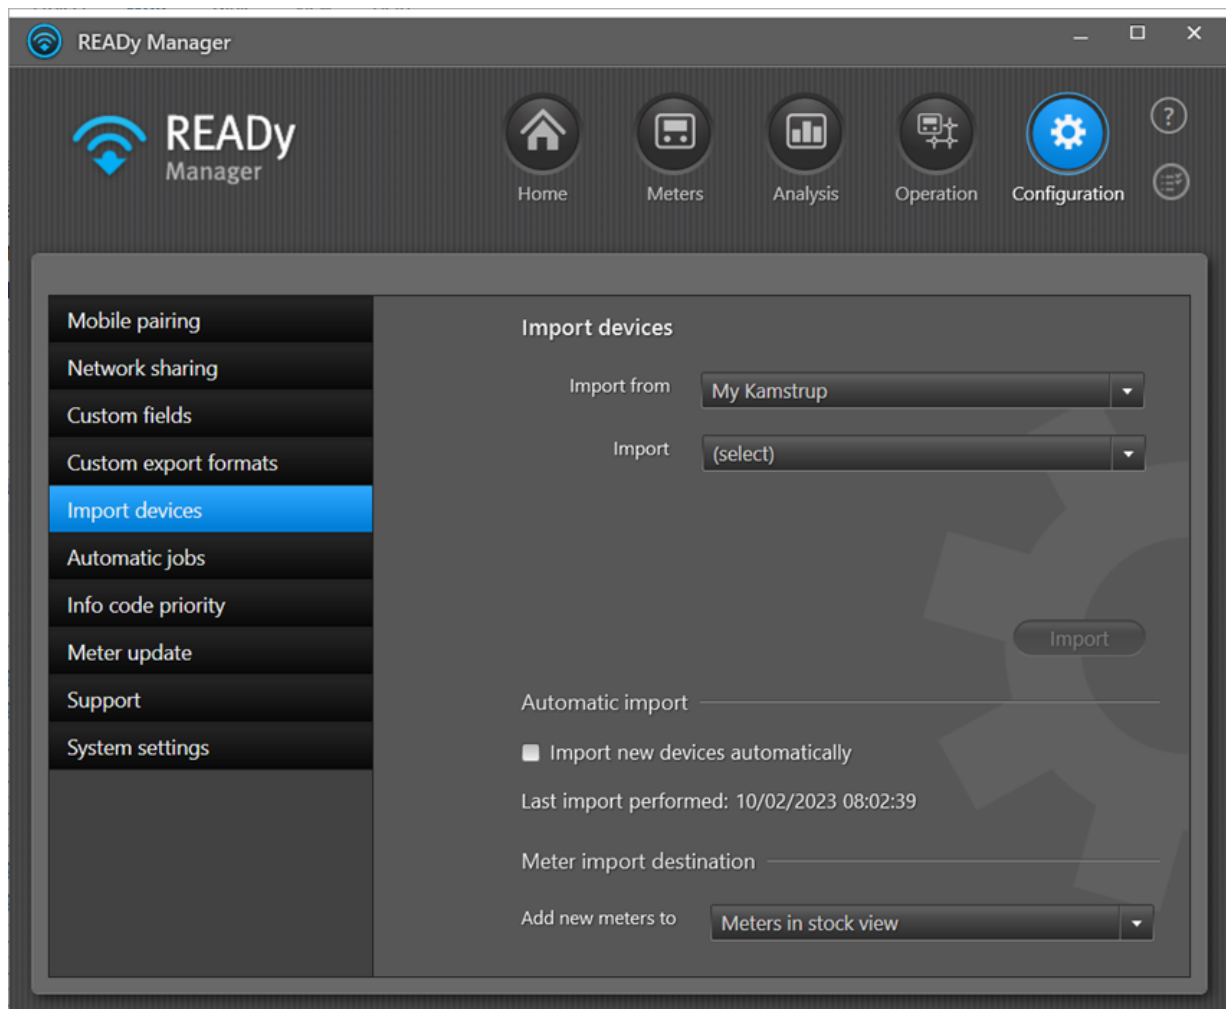 READy Manager
READy
Manager
Home
Meters
Analysis
Operation
Configuration
?
Mobile pairing
Network sharing
Custom fields
Custom export formats
Import devices
Automatic jobs
Info code priority
Meter update
Support
System settings
Import devices
Import from My Kamstrup
Import (select)
Import
Automatic import
Import new devices automatically
Last import performed: 10/02/2023 08:02:39
Meter import destination
Add new meters to Meters in stock view